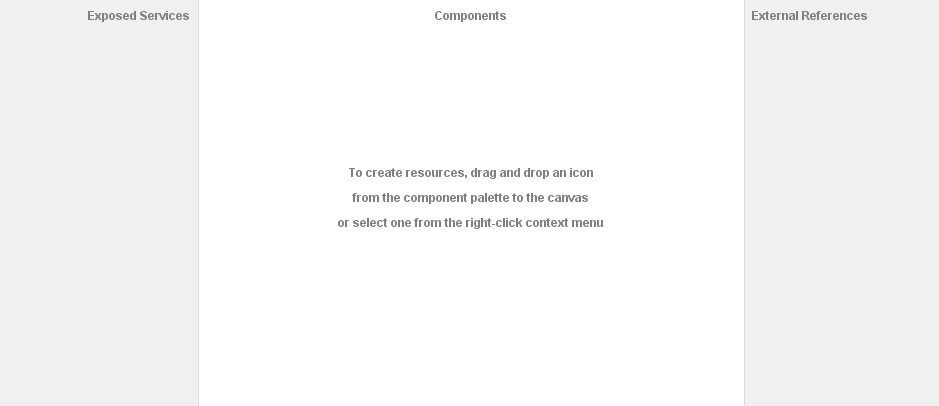 Exposed Services
Components
External References
To create resources, drag and drop an icon
from the component palette to the canvas
or select one from the right-click context menu